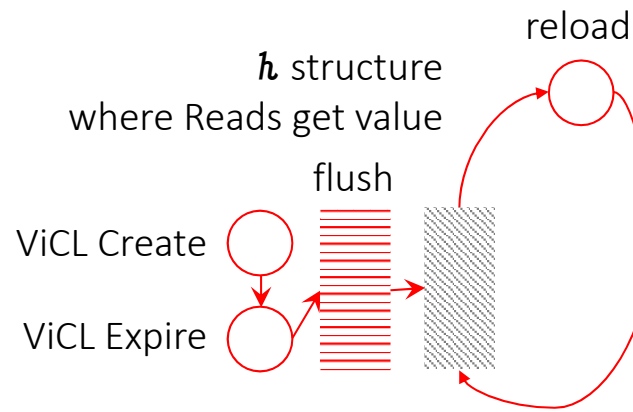 reload
h structure
where Reads get value
flush
ViCL Create
ViCL Expire